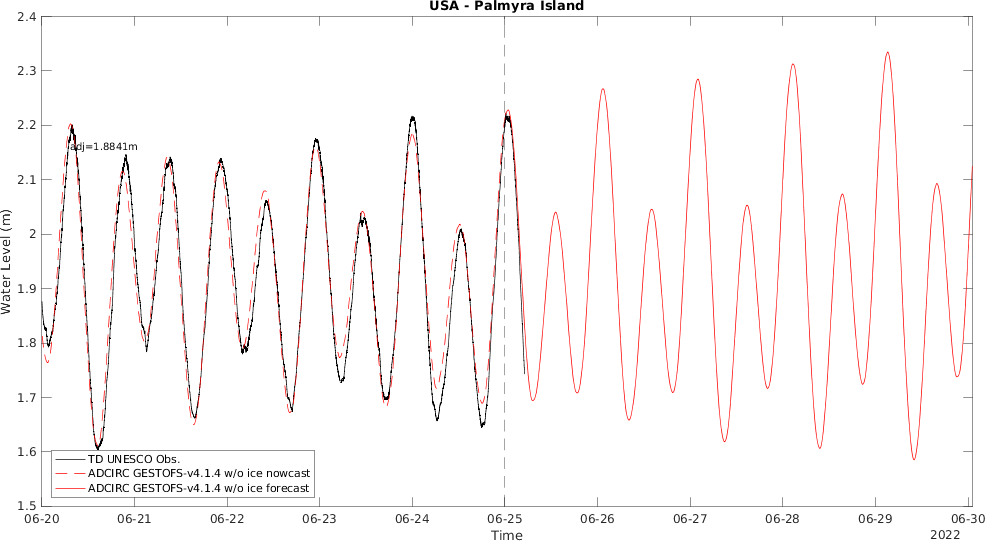 USA - Palmyra Island
2.4
2.3
2.2
2.1
2
1.9
1.8
1.7
1.6
1.5
Water Level (m)
adj=1.8841m
TD UNESCO Obs.
ADCIRC GESTOFS-v4.1.4 w/o ice nowcast
ADCIRC GESTOFS-v4.1.4 w/o ice forecast
06-20 06-21 06-22 06-23 06-24 06-25 06-26 06-27 06-28 06-29 06-30
Time
2022